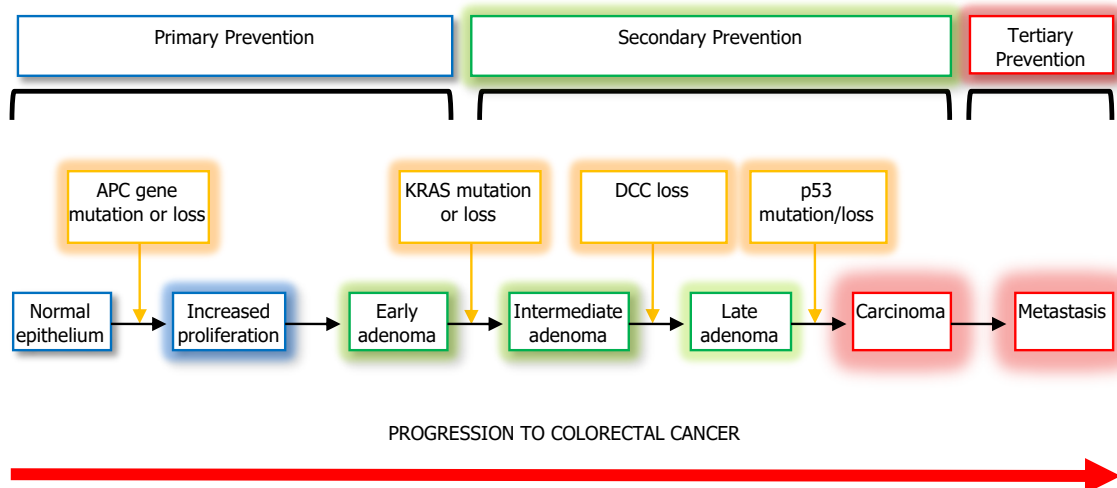 Primary Prevention
Secondary Prevention
Tertiary
Prevention
APC gene
mutation or loss
KRAS mutation
or loss
DCC loss
p53
mutation/loss
Normal
epithelium
Increased
proliferation
Early
adenoma
Intermediate
adenoma
Late
adenoma
Carcinoma
Metastasis
PROGRESSION TO COLORECTAL CANCER